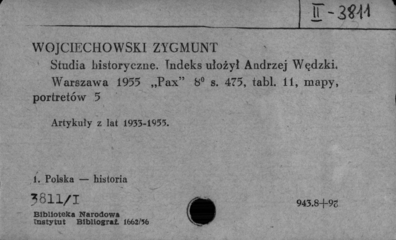 II-3811
WOJCIECHOWSKI ZYGMUNT
Studia historyczne. Indeks ułożył Andrzej Wędzki.
Warszawa 1955 „Pax" 8⁰ s. 475, tabl. 11, mapy,
portretów 5
Artykuły z lat 1933-1955.
1. Polska — historia
3811/I
943.8+92
Biblioteka Narodowa
Instytut Bibliograf. 1662/56